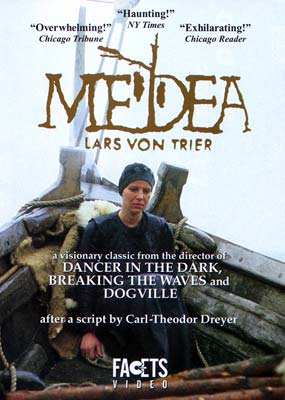 “Haunting!”
NY Times
“Overwhelming!”
Chicago Tribune
“Exhilarating!”
Chicago Reader
MEDEA
LARS VON TRIER
a visionary classic from the director of
DANCER IN THE DARK,
BREAKING THE WAVES and
DOGVILLE
after a script by Carl-Theodor Dreyer
FACETS
VIDEO